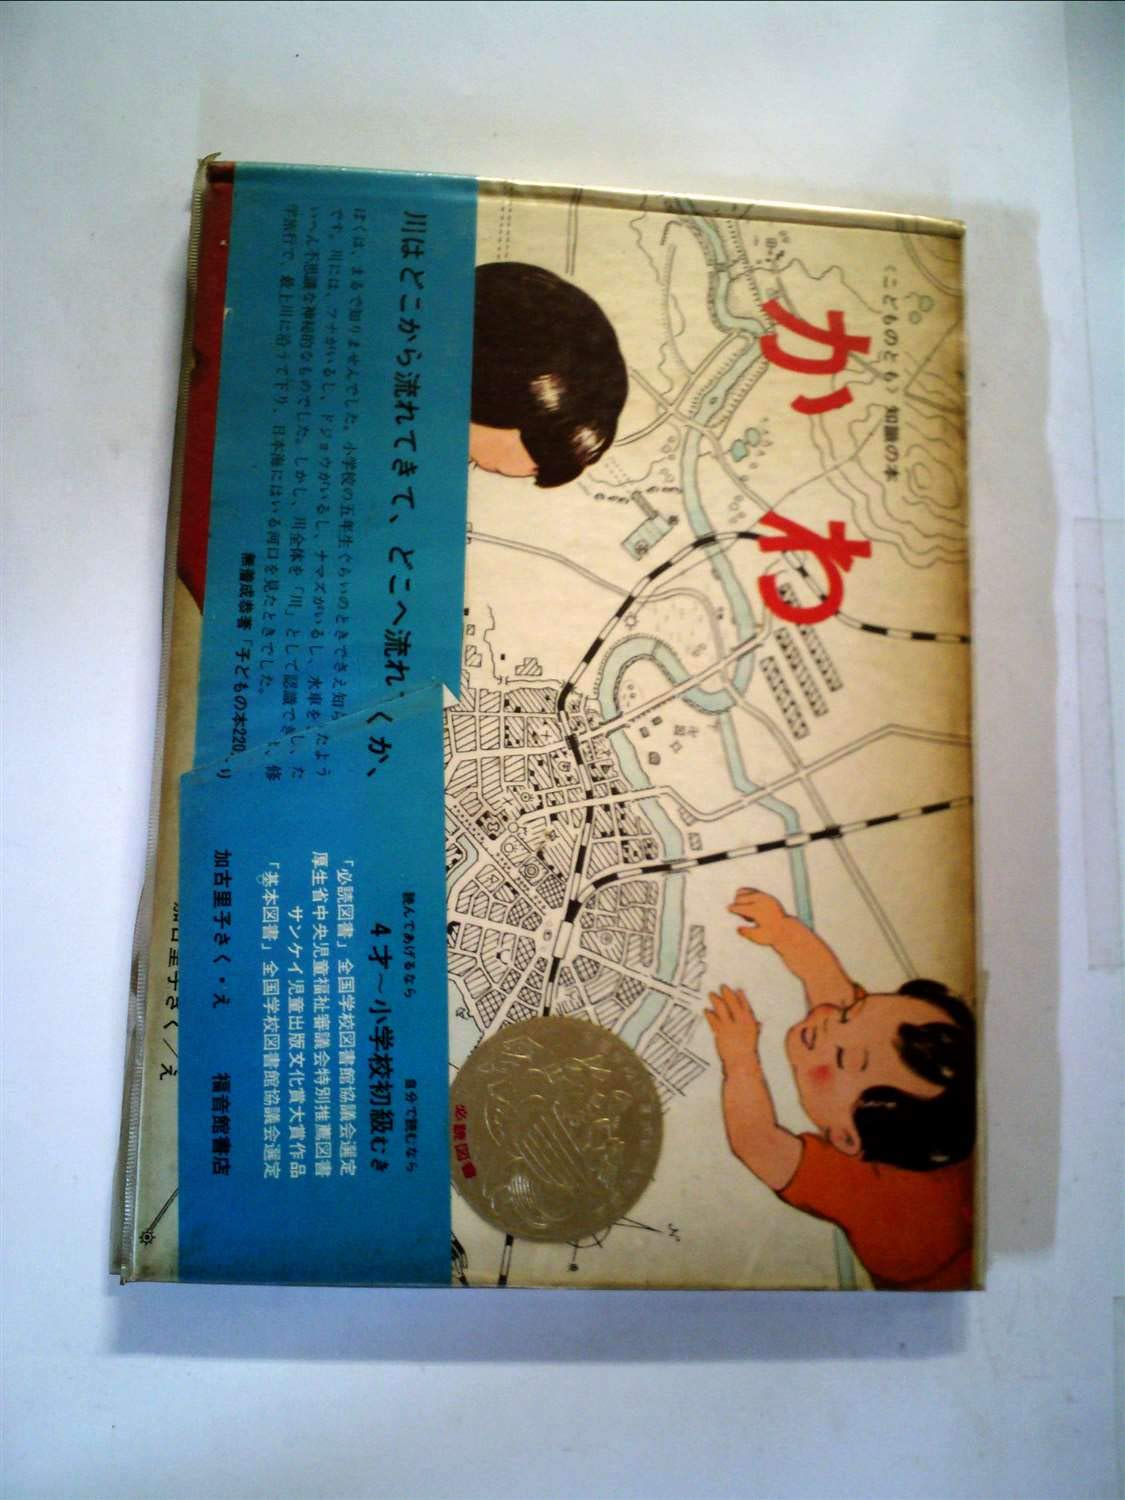 〈こどものとも〉知識の本
かわ
川はどこから流れてきて、どこへ流れ くか、
ぼくは、まるで知りませんでした。小学校の五年生ぐらいのときでさえ知ら
です。川には、フナがいるし、ドジョウがいるし、ナマズがいるし、水車を たよう
いへん不思議な神秘的なものでした。しかし、川全体を「川」として認識でき し、た
学旅行で、最上川に沿うて下り、日本海にはいる河口を見たときでした。 、修
無着成恭著「子どもの本220 り
読んであげるなら 自分で読むなら
4才〜小学校初級むき
「必読図書」全国学校図書館協議会選定
厚生省中央児童福祉審議会特別推薦図書
サンケイ児童出版文化賞大賞作品
「基本図書」全国学校図書館協議会選定
加古里子さく・え 福音館書店
必読図書
加古里子さく／え
N